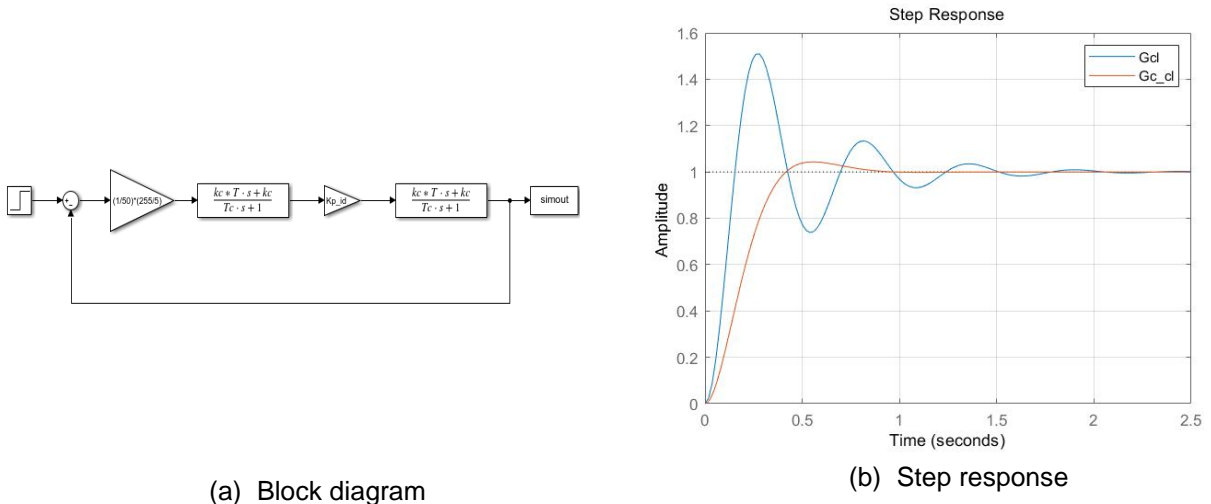 +
-
(1/50)*(255/5)
kc * T · s + kc
Tc · s + 1
Kp_id
kc * T · s + kc
Tc · s + 1
simout
(a) Block diagram
Step Response
Gcl
Gc_cl
Amplitude
1.6
1.4
1.2
1
0.8
0.6
0.4
0.2
0
0 0.5 1 1.5 2 2.5
Time (seconds)
(b) Step response